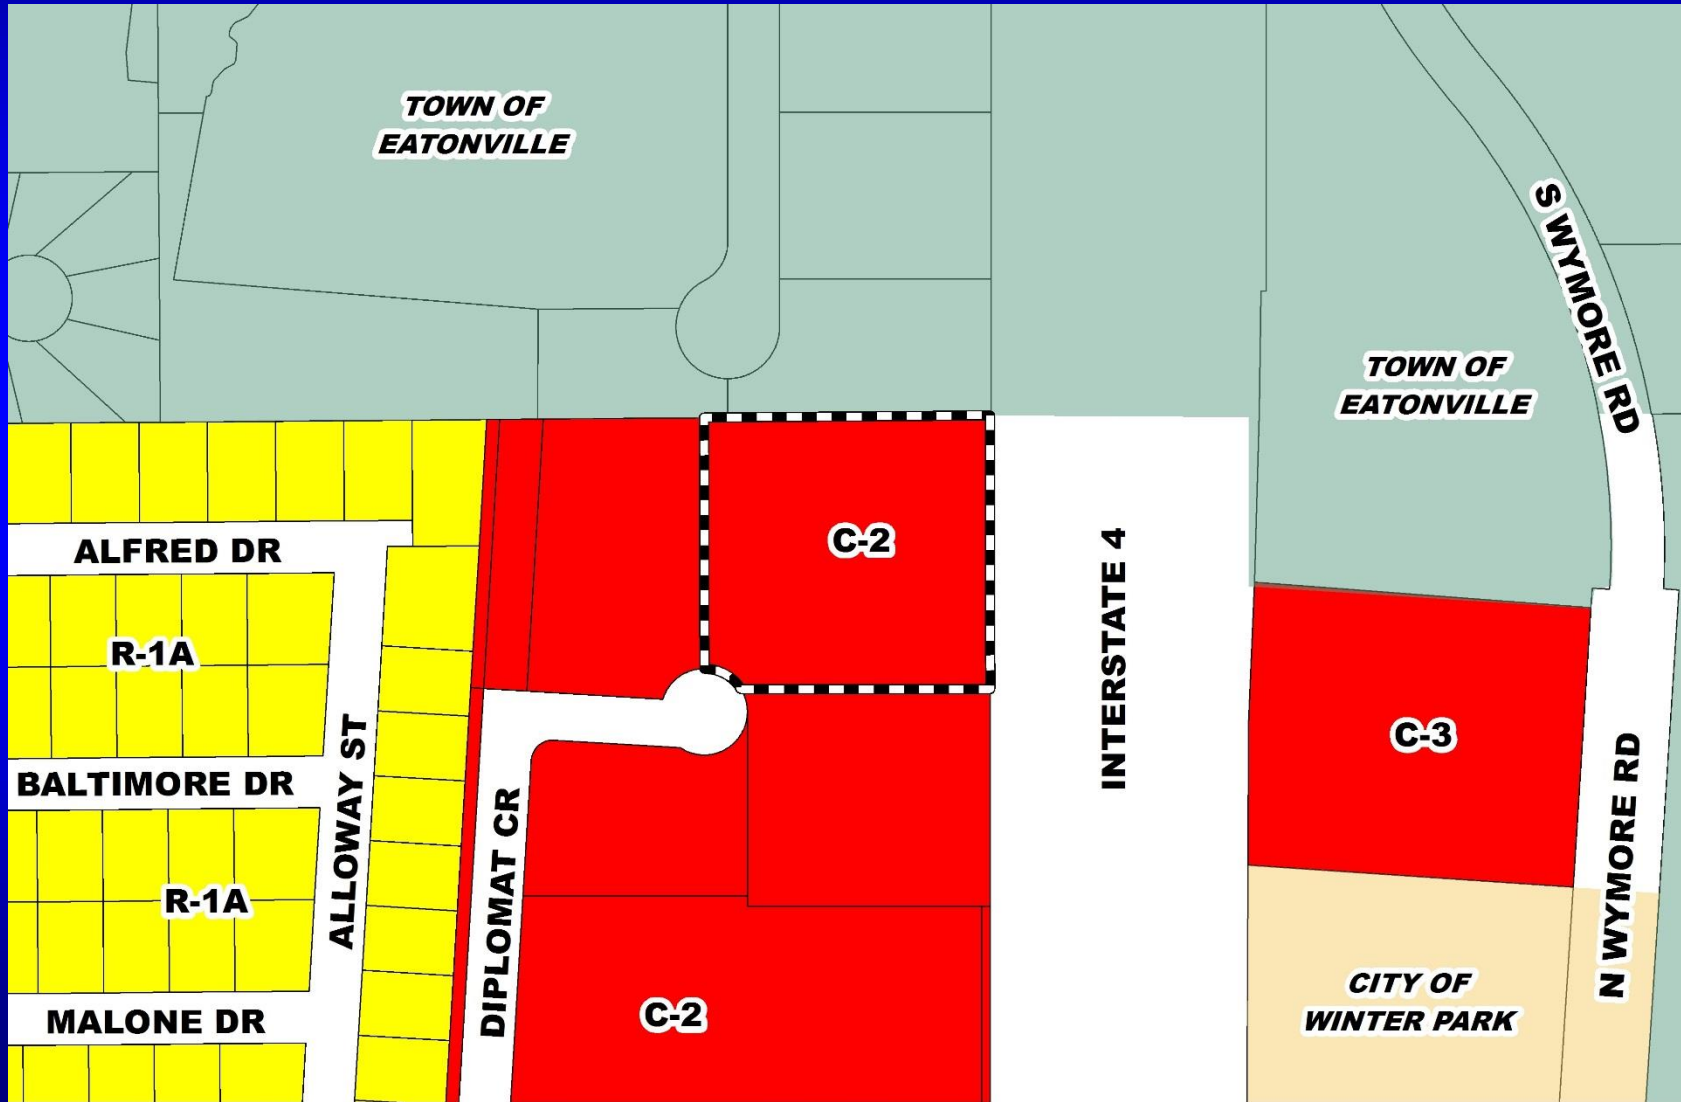 TOWN OF
EATONVILLE
S WYMORE RD
TOWN OF
EATONVILLE
C-2
ALFRED DR
INTERSTATE 4
R-1A
ALLOWAY ST
C-3
BALTIMORE DR
DIPLOMAT CR
N WYMORE RD
R-1A
C-2
CITY OF
WINTER PARK
MALONE DR